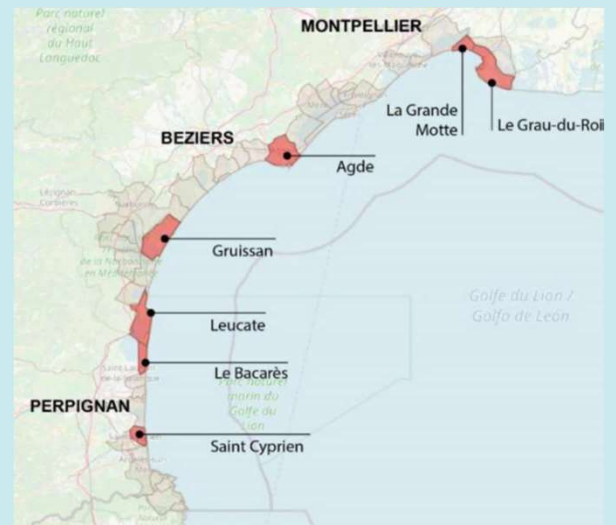 Parc naturel
régional
du Haut
Languedoc
MONTPELLIER
La Grande
Motte
Le Grau-du-Roi
BEZIERS
Agde
Gruissan
Golfe du Lion /
Golfo de León
Leucate
Le Bacarès
Parc naturel
marin du
Golfe du
Lion
PERPIGNAN
Saint Cyprien